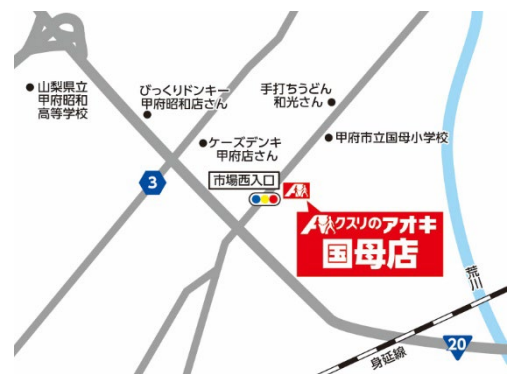 山梨県立
甲府昭和
高等学校
びっくりドンキー
甲府昭和店さん
手打ちうどん
和光さん
ケーズデンキ
甲府店さん
甲府市立国母小学校
3
市場西入口
クスリのアオキ
国母店
荒川
20
身延線